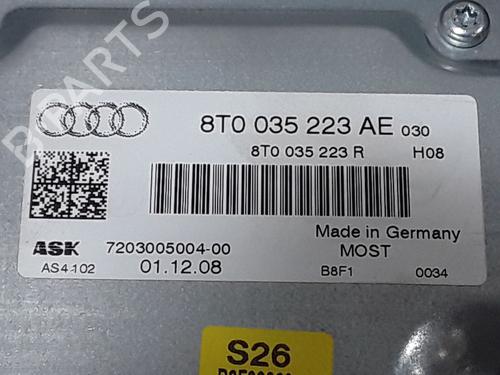 B-PARTS
8T0 035 223 AE 030
8T0 035 223 R H08
ASK 7203005004-00
Made in Germany
MOST
AS4.102 01.12.08 B8F1 0034
S26